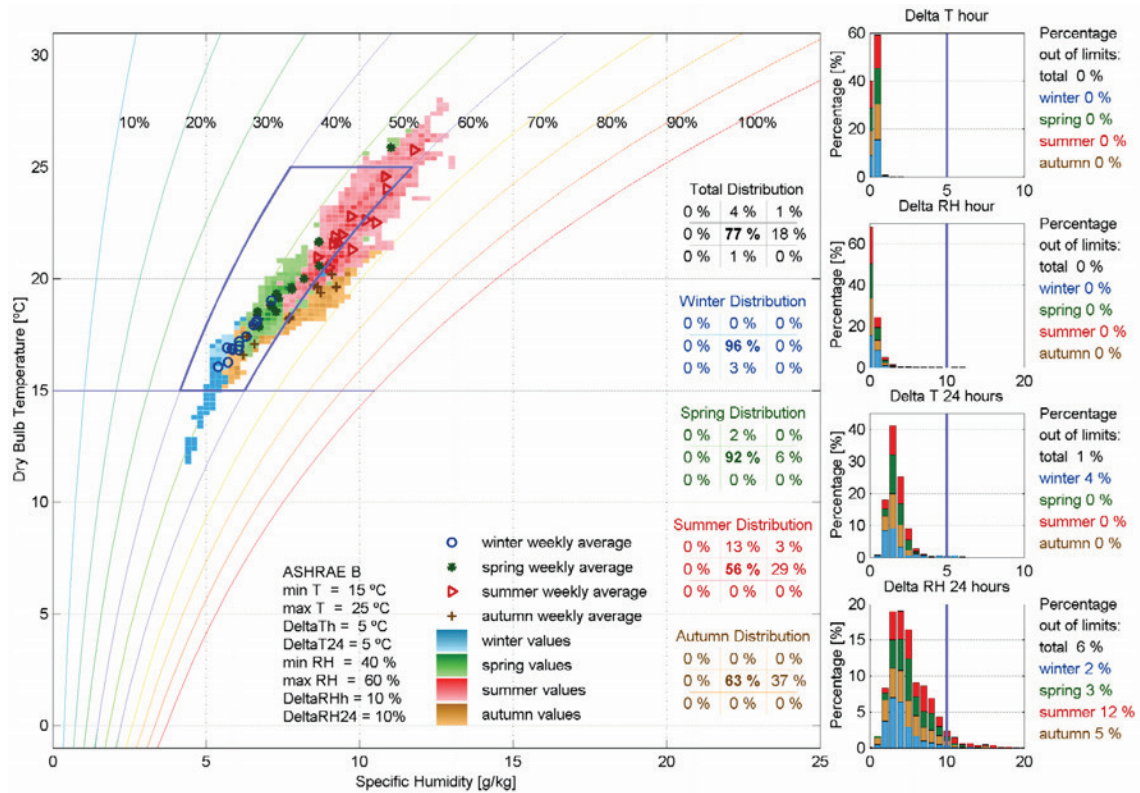 30
25
20
15
10
5
0
Dry Bulb Temperature [ºC]
0 5 10 15 20 25
Specific Humidity [g/kg]
10% 20% 30% 40% 50% 60% 70% 80% 90% 100%
ASHRAE B
min T = 15 ºC
max T = 25 ºC
DeltaTh = 5 ºC
DeltaT24 = 5 ºC
min RH = 40 %
max RH = 60 %
DeltaRHh = 10 %
DeltaRH24 = 10%
winter weekly average
spring weekly average
summer weekly average
autumn weekly average
winter values
spring values
summer values
autumn values
Total Distribution
0 % 4 % 1 %
0 % 77 % 18 %
1 % 0 %
Winter Distribution
0 % 0 % 0 %
0 % 96 % 0 %
0 % 3 % 0 %
Spring Distribution
0 % 2 % 0 %
0 % 92 % 6 %
0 % 0 % 0 %
Summer Distribution
0 % 13 % 3 %
0 % 56 % 29 %
0 % 0 % 0 %
Autumn Distribution
0 % 0 % 0 %
0 % 63 % 37 %
0 % 0 % 0 %
Delta T hour
60
40
20
0
Percentage [%]
0 5 10
Percentage
out of limits:
total 0 %
winter 0 %
spring 0 %
summer 0 %
autumn 0 %
Delta RH hour
60
40
20
0
Percentage [%]
0 10 20
Percentage
out of limits:
total 0 %
winter 0 %
spring 0 %
summer 0 %
autumn 0 %
Delta T 24 hours
40
30
20
10
0
Percentage [%]
0 5 10
Percentage
out of limits:
total 1 %
winter 4 %
spring 0 %
summer 0 %
autumn 0 %
Delta RH 24 hours
20
15
10
5
0
Percentage [%]
0 10 20
Percentage
out of limits:
total 6 %
winter 2 %
spring 3 %
summer 12 %
autumn 5 %